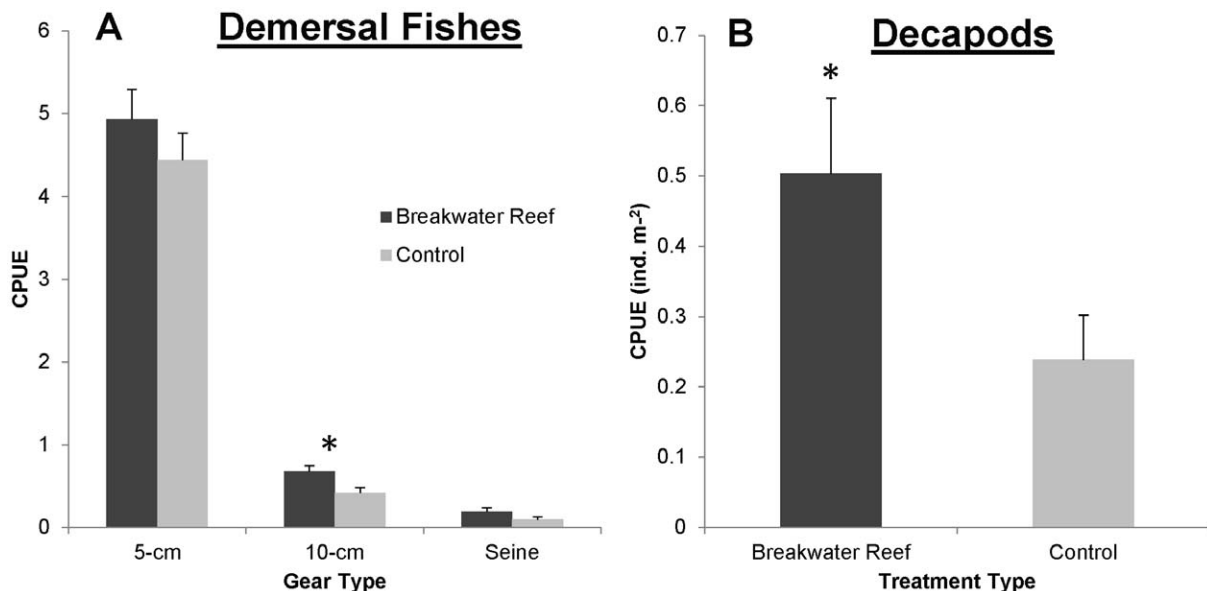 A
Demersal Fishes
6
5
4
3
2
1
0
CPUE
Breakwater Reef
Control
*
5-cm 10-cm Seine
Gear Type
B
Decapods
0.7
0.6
0.5
0.4
0.3
0.2
0.1
0
CPUE (ind. m-²)
*
Breakwater Reef Control
Treatment Type